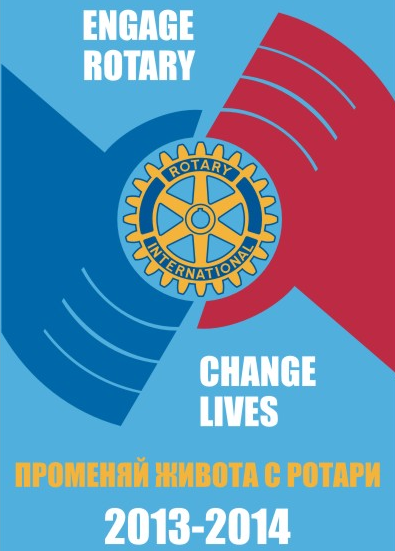 ENGAGE
ROTARY
ROTARY
INTERNATIONAL
CHANGE
LIVES
ПРОМЕНЯЙ ЖИВОТА С РОТАРИ
2013-2014